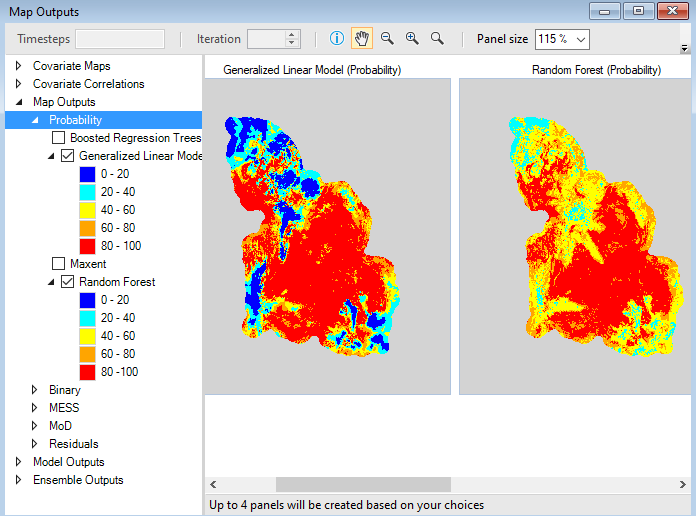 Map Outputs
Timesteps
Iteration
Panel size
115 %
Covariate Maps
Covariate Correlations
Map Outputs
Probability
Boosted Regression Trees
Generalized Linear Mode
0 - 20
20 - 40
40 - 60
60 - 80
80 - 100
Maxent
Random Forest
0 - 20
20 - 40
40 - 60
60 - 80
80 -100
Binary
MESS
MoD
Residuals
Model Outputs
Ensemble Outputs
Generalized Linear Model (Probability)
Random Forest (Probability)
Up to 4 panels will be created based on your choices